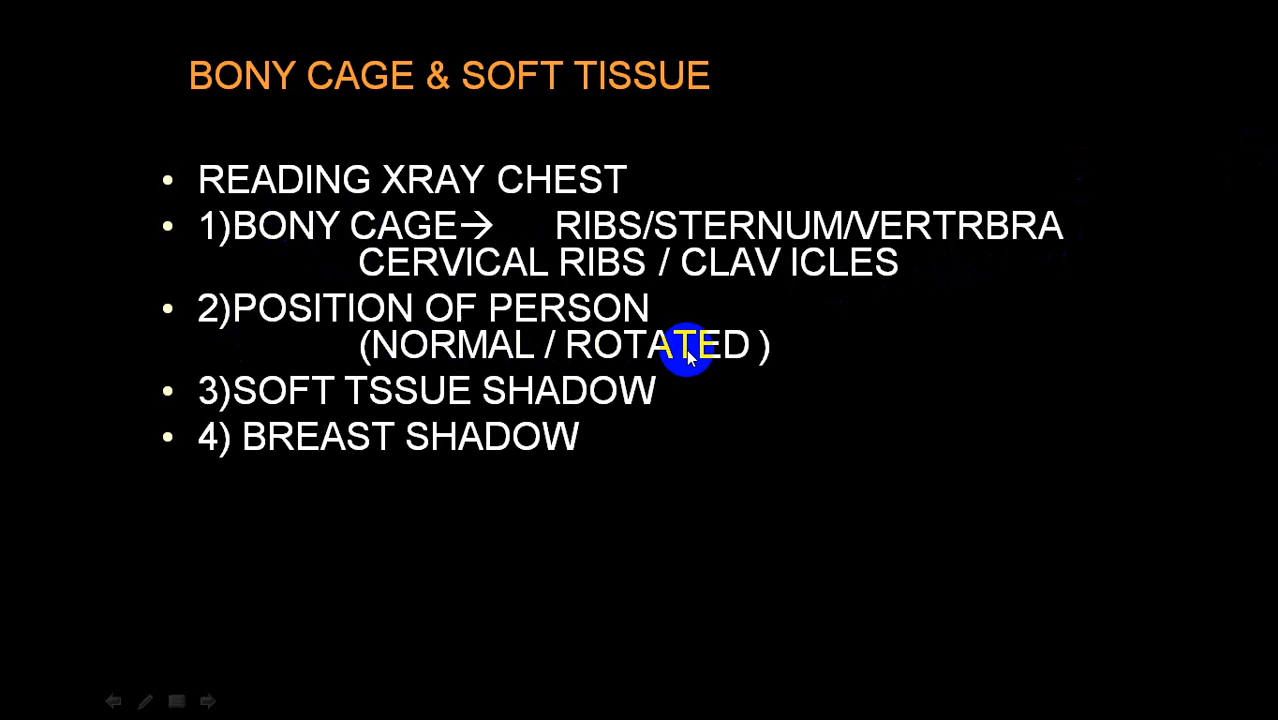 BONY CAGE & SOFT TISSUE
• READING XRAY CHEST
• 1)BONY CAGE→ RIBS/STERNUM/VERTRBRA
CERVICAL RIBS / CLAV ICLES
• 2)POSITION OF PERSON
(NORMAL / ROTATED )
• 3)SOFT TSSUE SHADOW
• 4) BREAST SHADOW